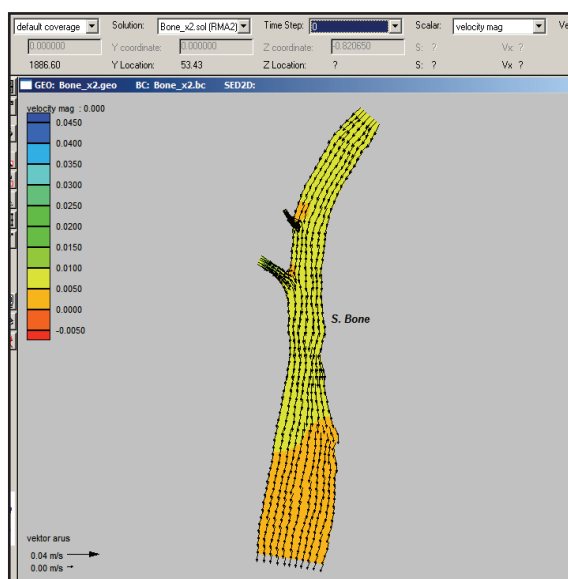 default coverage Solution: Bone_x2.sol (RMA2) Time Step: 0 Scalar: velocity mag Ve
0.000000 Y coordinate: 0.000000 Z coordinate: -0.820650 S: ? Vx: ?
1886.60 Y Location: 53.43 Z Location: ? S: ? Vx: ?
GEO: Bone_x2.geo BC: Bone_x2.bc SED2D:
velocity mag : 0.000
0.0450
0.0400
0.0350
0.0300
0.0250
0.0200
0.0150
0.0100
0.0050
0.0000
-0.0050
S. Bone
vektor arus
0.04 m/s
0.00 m/s